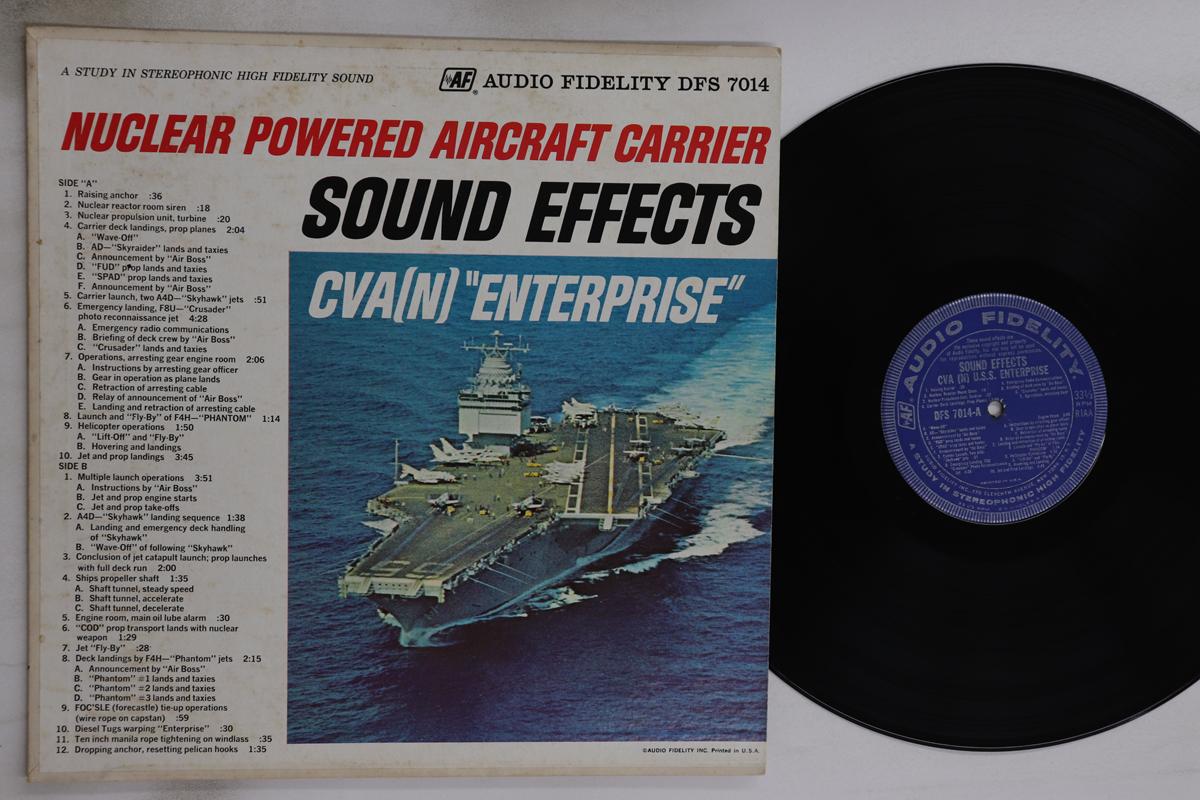 A STUDY IN STEREOPHONIC HIGH FIDELITY SOUND
AF® AUDIO FIDELITY DFS 7014
NUCLEAR POWERED AIRCRAFT CARRIER
SOUND EFFECTS
CVA(N) "ENTERPRISE"
SIDE "A"
1. Raising anchor :36
2. Nuclear reactor room siren :18
3. Nuclear propulsion unit, turbine :20
4. Carrier deck landings, prop planes 2:04
A. "Wave-Off"
B. AD—"Skyraider" lands and taxies
C. Announcement by "Air Boss"
D. "FUD" prop lands and taxies
E. "SPAD" prop lands and taxies
F. Announcement by "Air Boss"
5. Carrier launch, two A4D—"Skyhawk" jets :51
6. Emergency landing, F8U—"Crusader"
photo reconnaissance jet 4:28
A. Emergency radio communications
B. Briefing of deck crew by "Air Boss"
C. "Crusader" lands and taxies
7. Operations, arresting gear engine room 2:06
A. Instructions by arresting gear officer
B. Gear in operation as plane lands
C. Retraction of arresting cable
D. Relay of announcement of "Air Boss"
E. Landing and retraction of arresting cable
8. Launch and "Fly-By" of F4H—"PHANTOM" 1:14
9. Helicopter operations 1:50
A. "Lift-Off" and "Fly-By"
B. Hovering and landings
10. Jet and prop landings 3:45
SIDE B
1. Multiple launch operations 3:51
A. Instructions by "Air Boss"
B. Jet and prop engine starts
C. Jet and prop take-offs
2. A4D—"Skyhawk" landing sequence 1:38
A. Landing and emergency deck handling
of "Skyhawk"
B. "Wave-Off" of following "Skyhawk"
3. Conclusion of jet catapult launch; prop launches
with full deck run 2:00
4. Ships propeller shaft 1:35
A. Shaft tunnel, steady speed
B. Shaft tunnel, accelerate
C. Shaft tunnel, decelerate
5. Engine room, main oil lube alarm :30
6. "COD" prop transport lands with nuclear
weapon 1:29
7. Jet "Fly-By" :28
8. Deck landings by F4H—"Phantom" jets 2:15
A. Announcement by "Air Boss"
B. "Phantom" #1 lands and taxies
C. "Phantom" #2 lands and taxies
D. "Phantom" #3 lands and taxies
9. FOC'SLE (forecastle) tie-up operations
(wire rope on capstan) :59
10. Diesel Tugs warping "Enterprise" :30
11. Ten inch manila rope tightening on windlass :35
12. Dropping anchor, resetting pelican hooks 1:35
©AUDIO FIDELITY INC. Printed in U.S.A.
AF AUDIO FIDELITY
SOUND EFFECTS
CVA (N) U.S.S. ENTERPRISE
DFS 7014-A
33⅓
RPM
RIAA
A STUDY IN STEREOPHONIC HIGH FIDELITY